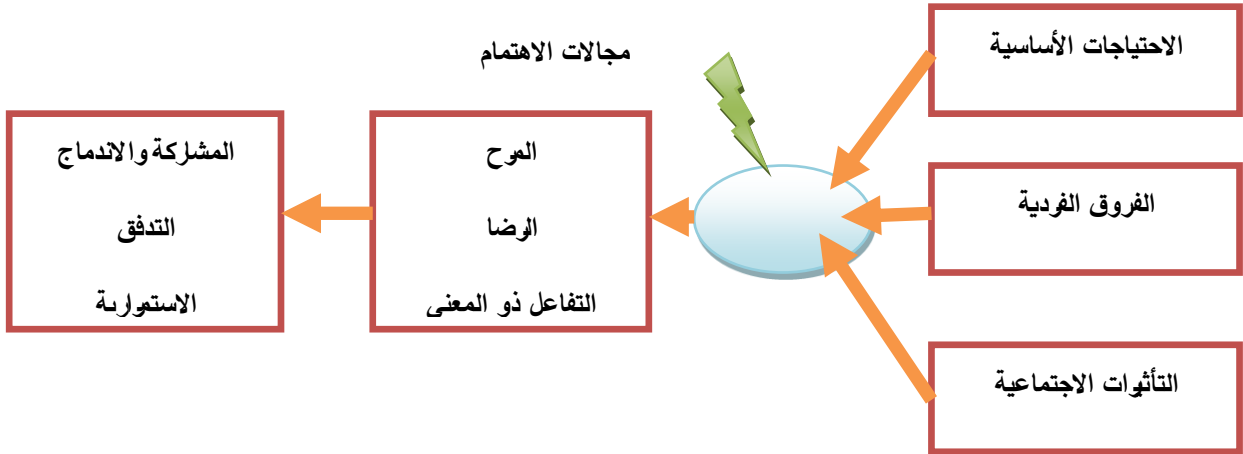 الاحتياجات الأساسية
مجالات الاهتمام
الفروق الفردية
التأثيرات الاجتماعية
المرح
الرضا
التفاعل ذو المعنى
المشاركة والاندماج
التدفق
الاستمرارية